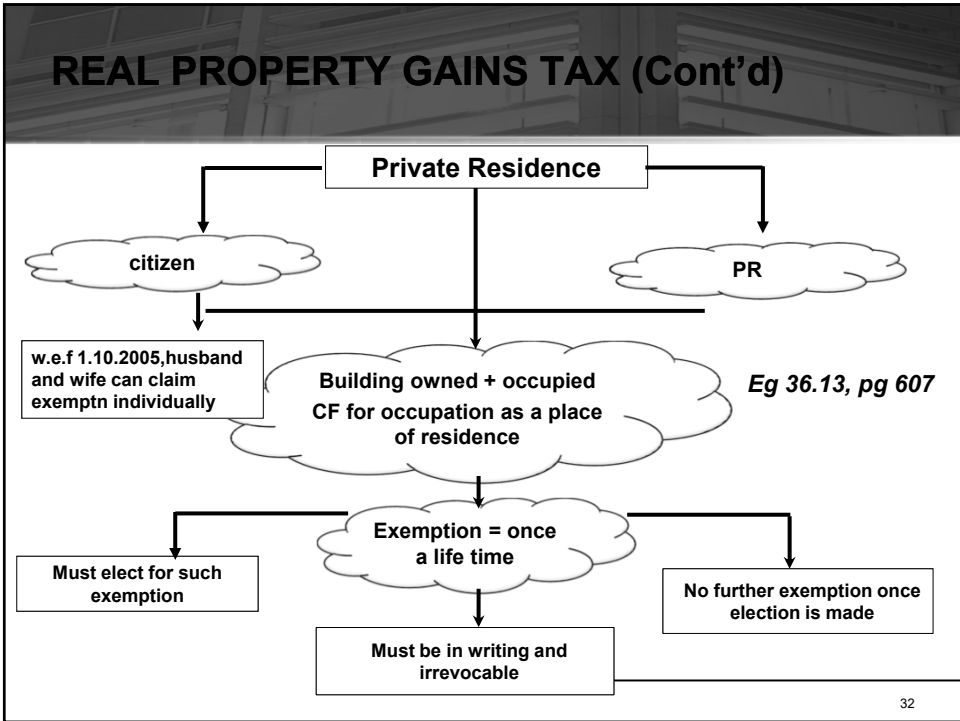 REAL PROPERTY GAINS TAX (Cont'd)
Private Residence
citizen
PR
w.e.f 1.10.2005,husband
and wife can claim
exemptn individually
Building owned + occupied
CF for occupation as a place
of residence
Eg 36.13, pg 607
Exemption = once
a life time
Must elect for such
exemption
No further exemption once
election is made
Must be in writing and
irrevocable
32